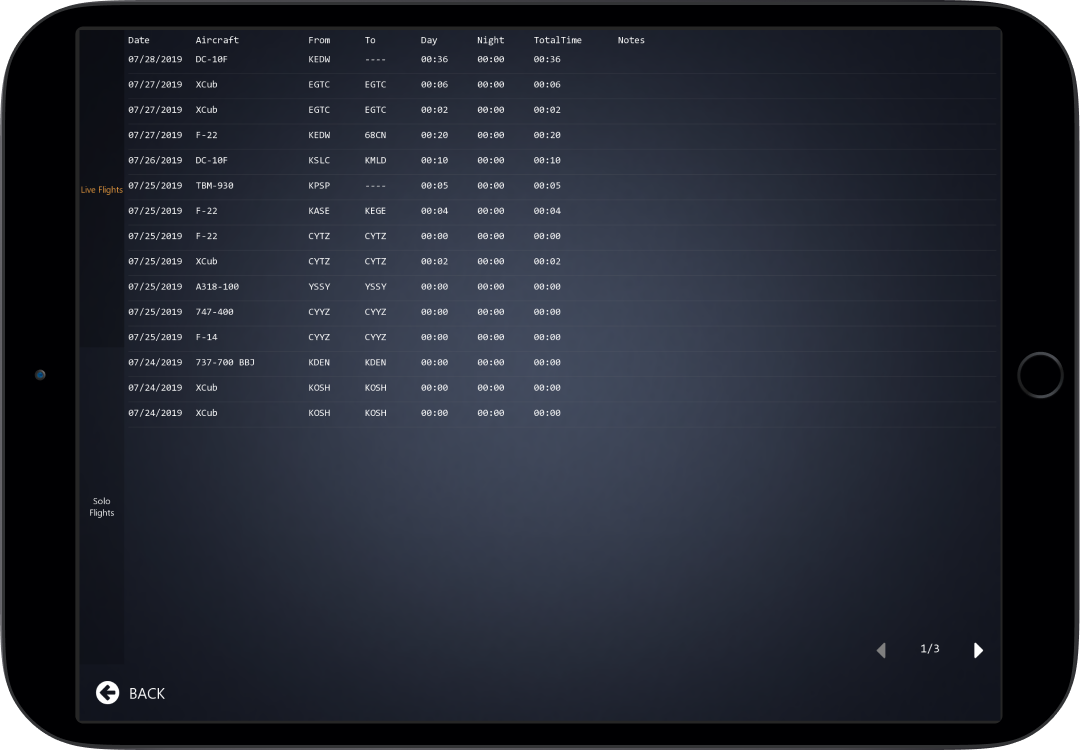 Date Aircraft From To Day Night TotalTime Notes
07/28/2019 DC-10F KEDW ---- 00:36 00:00 00:36
07/27/2019 XCub EGTC EGTC 00:06 00:00 00:06
07/27/2019 XCub EGTC EGTC 00:02 00:00 00:02
07/27/2019 F-22 KEDW 68CN 00:20 00:00 00:20
07/26/2019 DC-10F KSLC KMLD 00:10 00:00 00:10
07/25/2019 TBM-930 KPSP ---- 00:05 00:00 00:05
Live Flights
07/25/2019 F-22 KASE KEGE 00:04 00:00 00:04
07/25/2019 F-22 CYTZ CYTZ 00:00 00:00 00:00
07/25/2019 XCub CYTZ CYTZ 00:02 00:00 00:02
07/25/2019 A318-100 YSSY YSSY 00:00 00:00 00:00
07/25/2019 747-400 CYYZ CYYZ 00:00 00:00 00:00
07/25/2019 F-14 CYYZ CYYZ 00:00 00:00 00:00
07/24/2019 737-700 BBJ KDEN KDEN 00:00 00:00 00:00
07/24/2019 XCub KOSH KOSH 00:00 00:00 00:00
07/24/2019 XCub KOSH KOSH 00:00 00:00 00:00
Solo
Flights
1/3
BACK